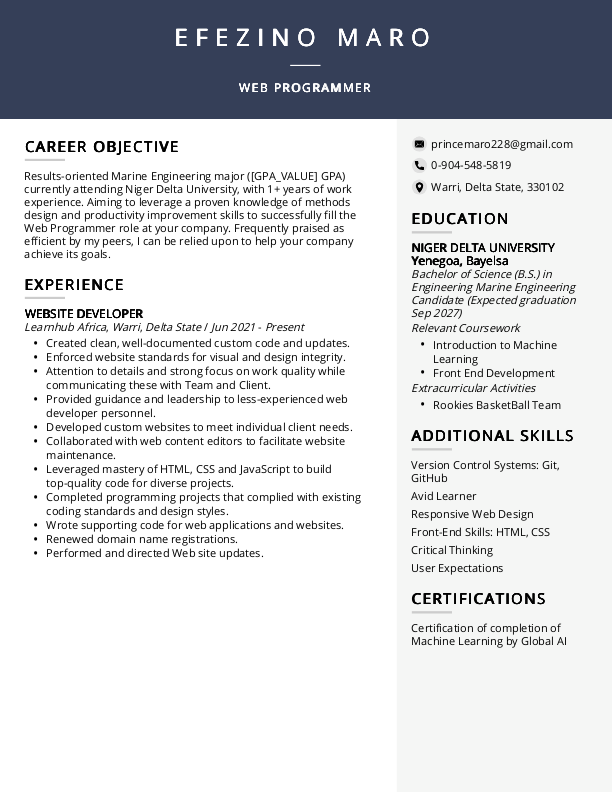 EFEZINO MARO
WEB PROGRAMMER
CAREER OBJECTIVE
Results-oriented Marine Engineering major ([GPA_VALUE] GPA)
currently attending Niger Delta University, with 1+ years of work
experience. Aiming to leverage a proven knowledge of methods
design and productivity improvement skills to successfully fill the
Web Programmer role at your company. Frequently praised as
efficient by my peers, I can be relied upon to help your company
achieve its goals.
EXPERIENCE
WEBSITE DEVELOPER
Learnhub Africa, Warri, Delta State / Jun 2021 - Present
• Created clean, well-documented custom code and updates.
• Enforced website standards for visual and design integrity.
• Attention to details and strong focus on work quality while
communicating these with Team and Client.
• Provided guidance and leadership to less-experienced web
developer personnel.
• Developed custom websites to meet individual client needs.
• Collaborated with web content editors to facilitate website
maintenance.
• Leveraged mastery of HTML, CSS and JavaScript to build
top-quality code for diverse projects.
• Completed programming projects that complied with existing
coding standards and design styles.
• Wrote supporting code for web applications and websites.
• Renewed domain name registrations.
• Performed and directed Web site updates.
princemaro228@gmail.com
0-904-548-5819
Warri, Delta State, 330102
EDUCATION
NIGER DELTA UNIVERSITY
Yenegoa, Bayelsa
Bachelor of Science (B.S.) in
Engineering Marine Engineering
Candidate (Expected graduation
Sep 2027)
Relevant Coursework
• Introduction to Machine
Learning
• Front End Development
Extracurricular Activities
• Rookies BasketBall Team
ADDITIONAL SKILLS
Version Control Systems: Git,
GitHub
Avid Learner
Responsive Web Design
Front-End Skills: HTML, CSS
Critical Thinking
User Expectations
CERTIFICATIONS
Certification of completion of
Machine Learning by Global AI